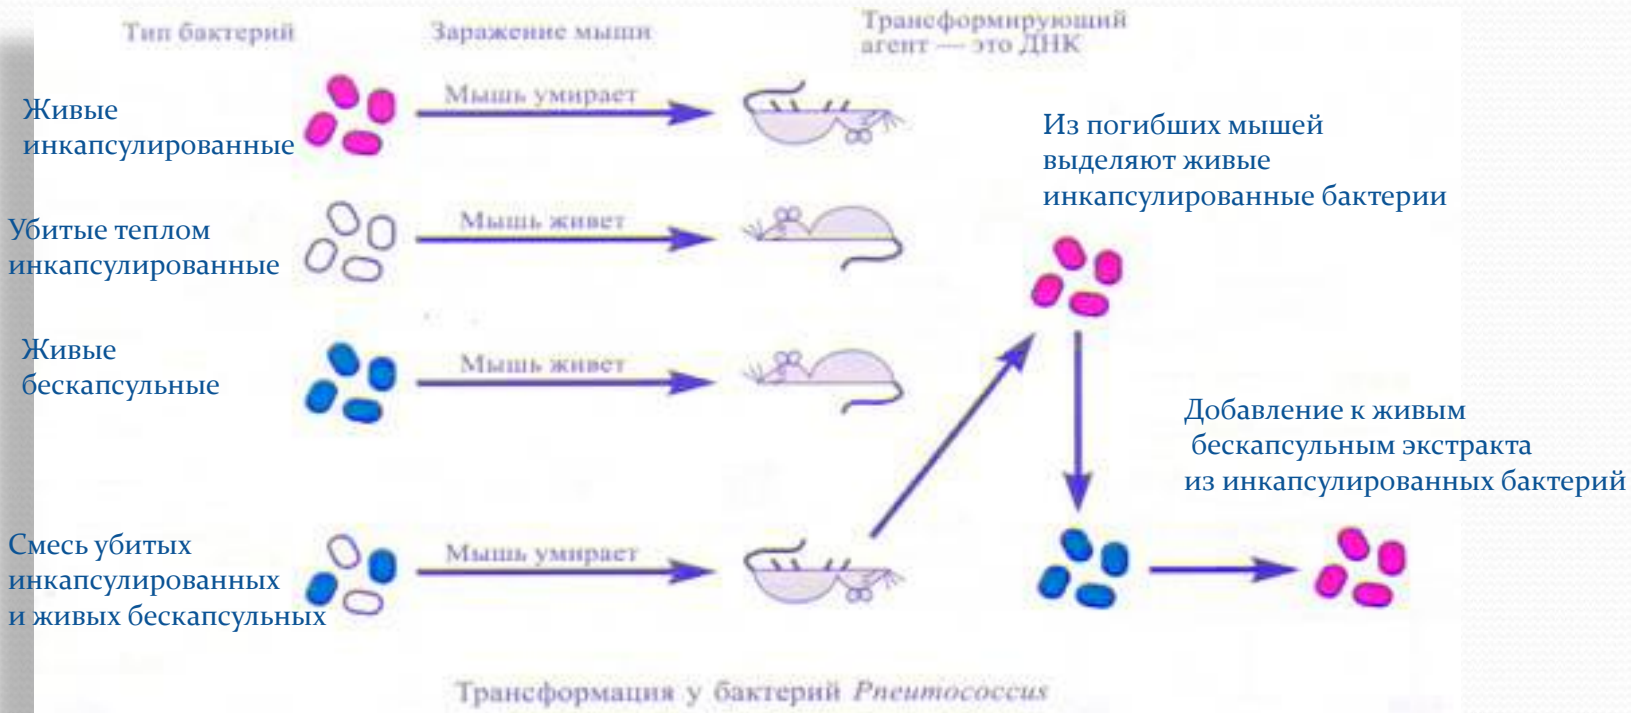 Тип бактерий
Заражение мыши
Трансформирующий
агент — это ДНК
Живые
инкапсулированные
Мышь умирает
Из погибших мышей
выделяют живые
инкапсулированные бактерии
Убитые теплом
инкапсулированные
Мышь живет
Живые
бескапсульные
Мышь живет
Добавление к живым
бескапсульным экстракта
из инкапсулированных бактерий
Смесь убитых
инкапсулированных
и живых бескапсульных
Мышь умирает
Трансформация у бактерий Pneumococcus